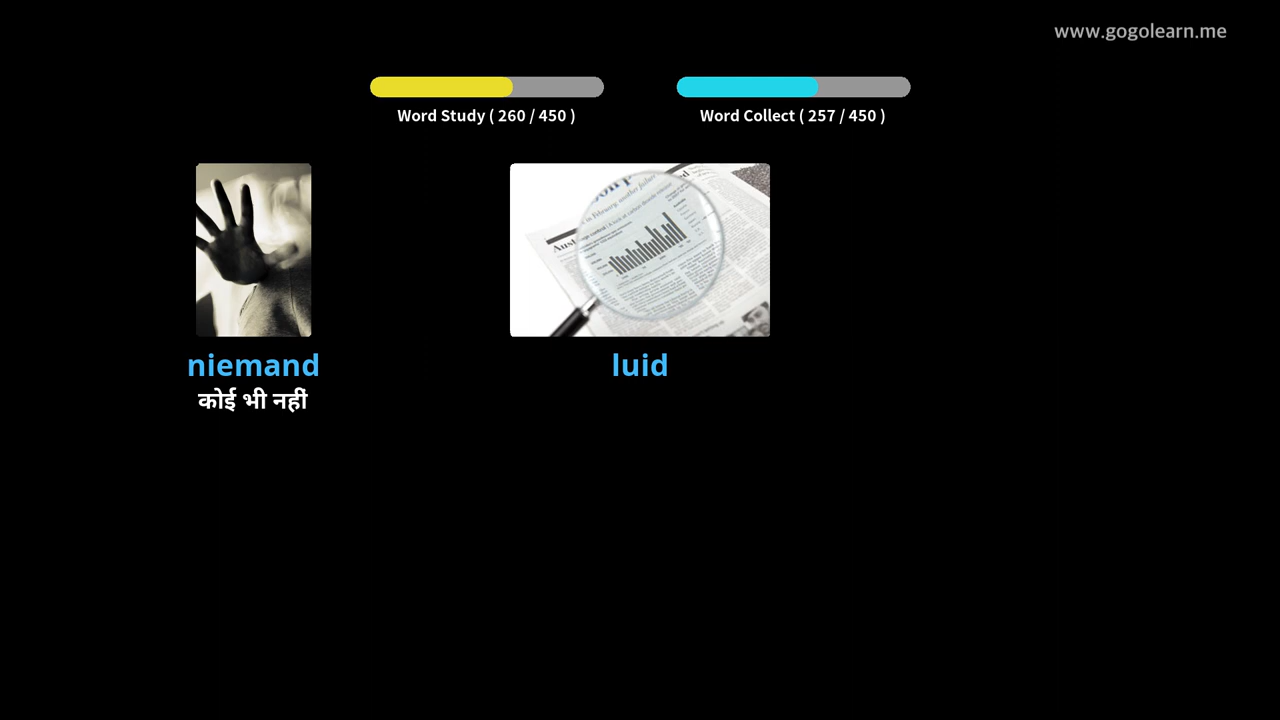 www.gogolearn.me
Word Study ( 260 / 450 )
Word Collect ( 257 / 450 )
niemand
कोई भी नहीं
luid